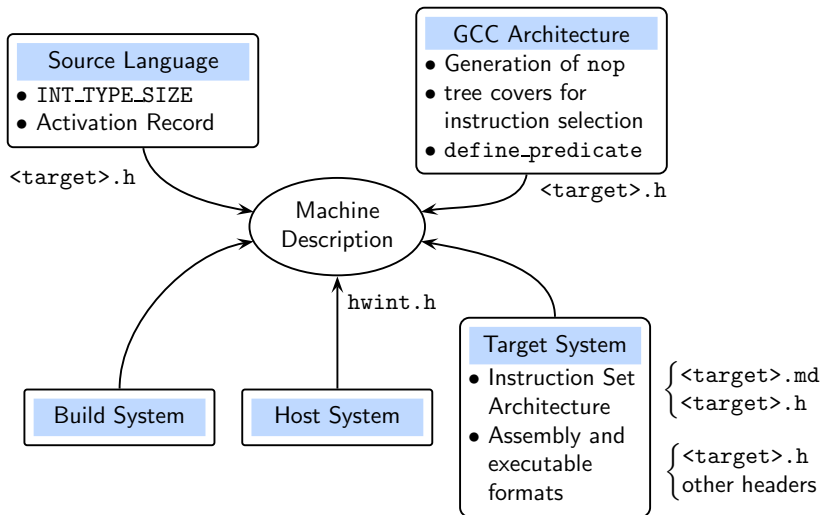 Source Language
• INT_TYPE_SIZE
• Activation Record
<target>.h
GCC Architecture
• Generation of nop
• tree covers for
instruction selection
• define_predicate
<target>.h
Machine
Description
hwint.h
Build System
Host System
Target System
• Instruction Set
Architecture
• Assembly and
executable
formats
<target>.md
<target>.h
<target>.h
other headers